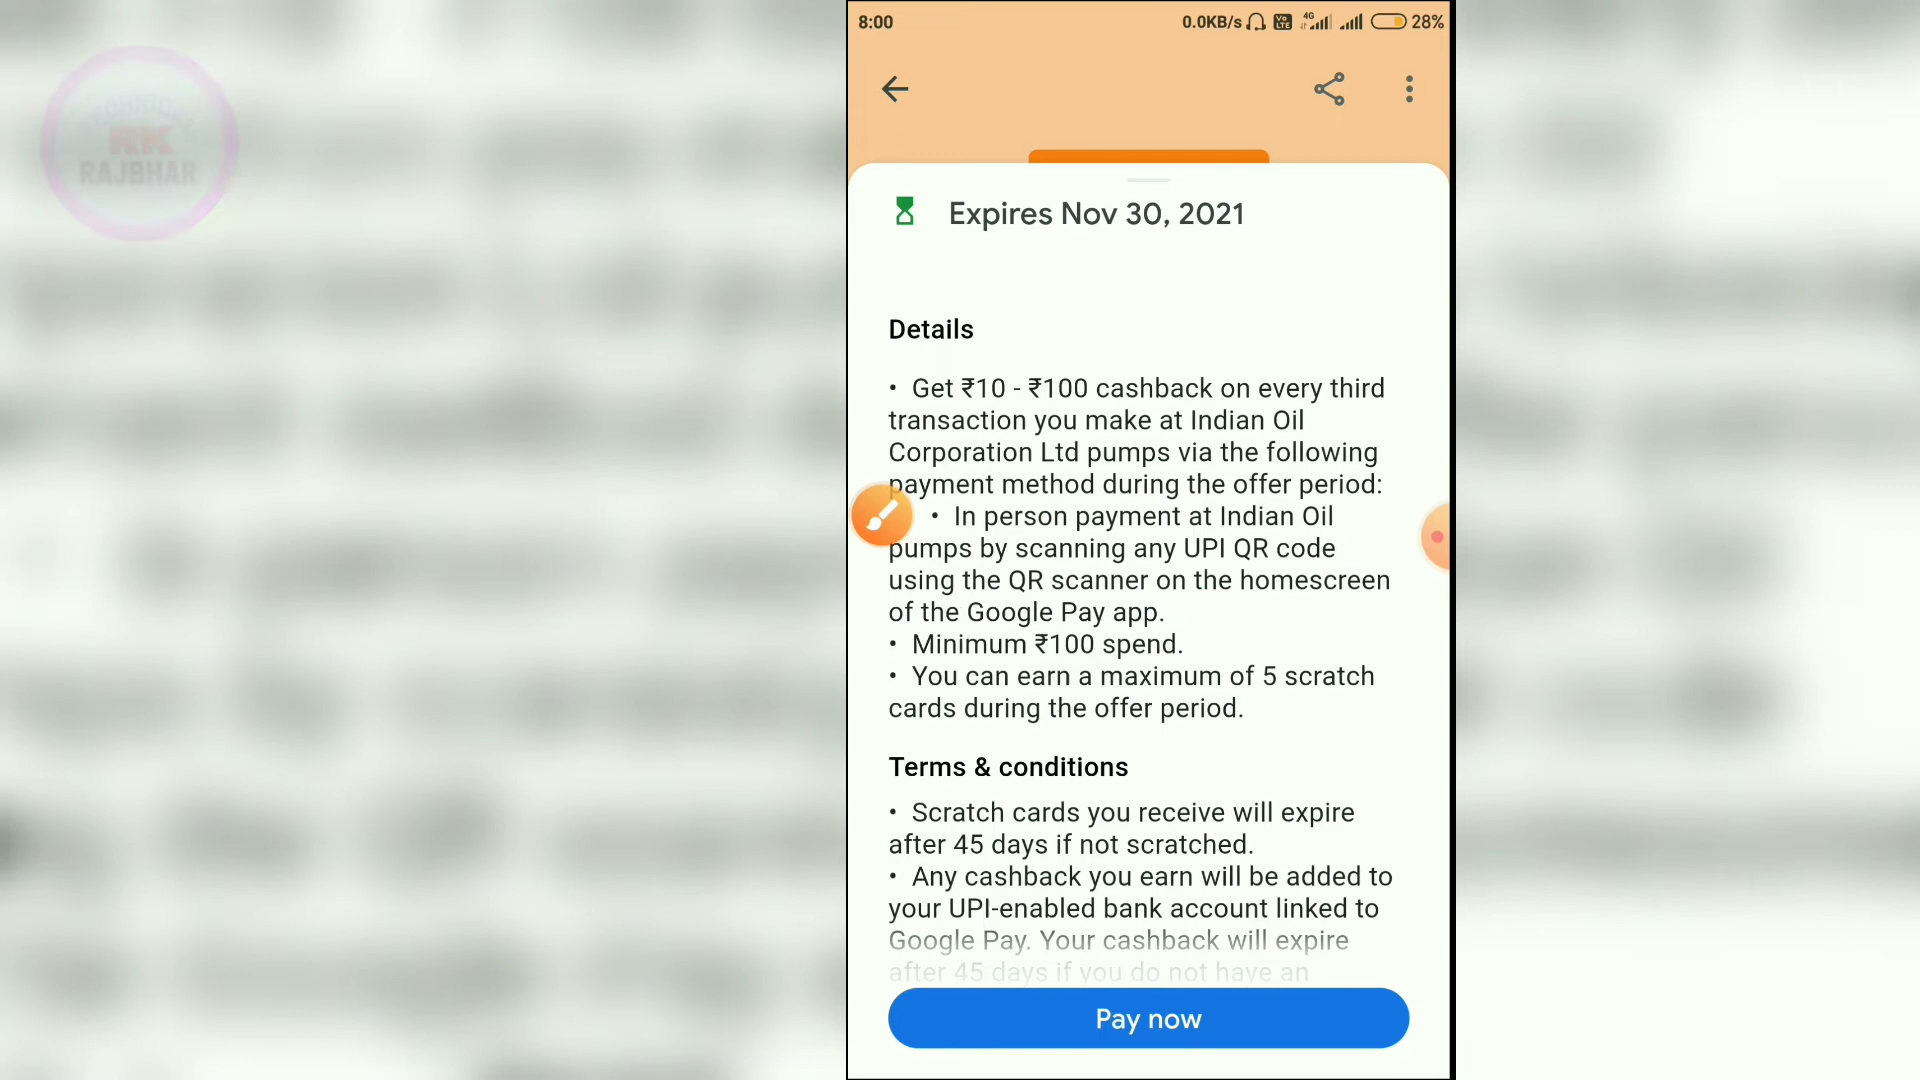 RK
RAJBHAR
8:00
0.0KB/s
Vo
LTE
4G
28%
Expires Nov 30, 2021
Details
• Get ₹10 - ₹100 cashback on every third
transaction you make at Indian Oil
Corporation Ltd pumps via the following
payment method during the offer period:
• In person payment at Indian Oil
pumps by scanning any UPI QR code
using the QR scanner on the homescreen
of the Google Pay app.
• Minimum ₹100 spend.
• You can earn a maximum of 5 scratch
cards during the offer period.
Terms & conditions
• Scratch cards you receive will expire
after 45 days if not scratched.
• Any cashback you earn will be added to
your UPI-enabled bank account linked to
Google Pay. Your cashback will expire
after 45 days if you do not have an
Pay now